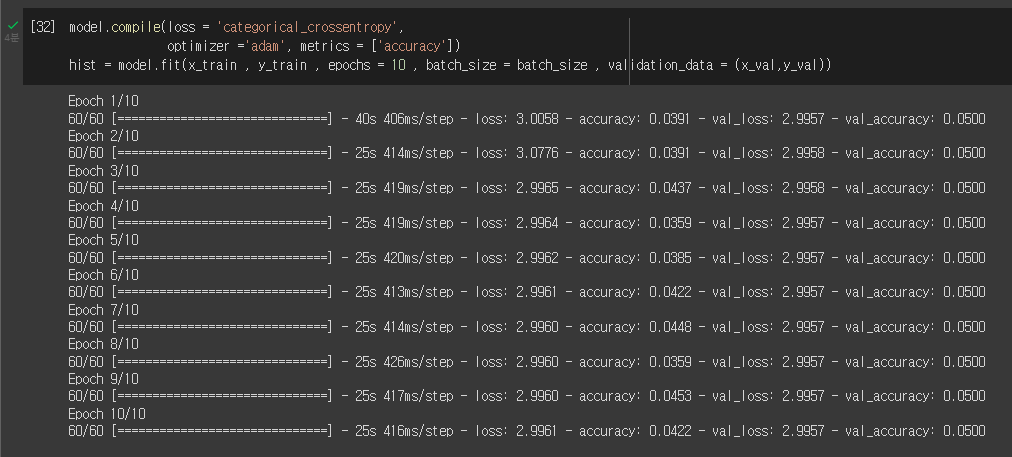 [32] model.compile(loss = 'categorical_crossentropy',
optimizer ='adam', metrics = ['accuracy'])
4분
hist = model.fit(x_train , y_train , epochs = 10 , batch_size = batch_size , validation_data = (x_val,y_val))
Epoch 1/10
60/60 [==============================] - 40s 406ms/step - loss: 3.0058 - accuracy: 0.0391 - val_loss: 2.9957 - val_accuracy: 0.0500
Epoch 2/10
60/60 [==============================] - 25s 414ms/step - loss: 3.0776 - accuracy: 0.0391 - val_loss: 2.9958 - val_accuracy: 0.0500
Epoch 3/10
60/60 [==============================] - 25s 419ms/step - loss: 2.9965 - accuracy: 0.0437 - val_loss: 2.9958 - val_accuracy: 0.0500
Epoch 4/10
60/60 [==============================] - 25s 419ms/step - loss: 2.9964 - accuracy: 0.0359 - val_loss: 2.9957 - val_accuracy: 0.0500
Epoch 5/10
60/60 [==============================] - 25s 420ms/step - loss: 2.9962 - accuracy: 0.0385 - val_loss: 2.9957 - val_accuracy: 0.0500
Epoch 6/10
60/60 [==============================] - 25s 413ms/step - loss: 2.9961 - accuracy: 0.0422 - val_loss: 2.9957 - val_accuracy: 0.0500
Epoch 7/10
60/60 [==============================] - 25s 414ms/step - loss: 2.9960 - accuracy: 0.0448 - val_loss: 2.9957 - val_accuracy: 0.0500
Epoch 8/10
60/60 [==============================] - 25s 426ms/step - loss: 2.9960 - accuracy: 0.0359 - val_loss: 2.9957 - val_accuracy: 0.0500
Epoch 9/10
60/60 [==============================] - 25s 417ms/step - loss: 2.9960 - accuracy: 0.0453 - val_loss: 2.9957 - val_accuracy: 0.0500
Epoch 10/10
60/60 [==============================] - 25s 416ms/step - loss: 2.9961 - accuracy: 0.0422 - val_loss: 2.9957 - val_accuracy: 0.0500